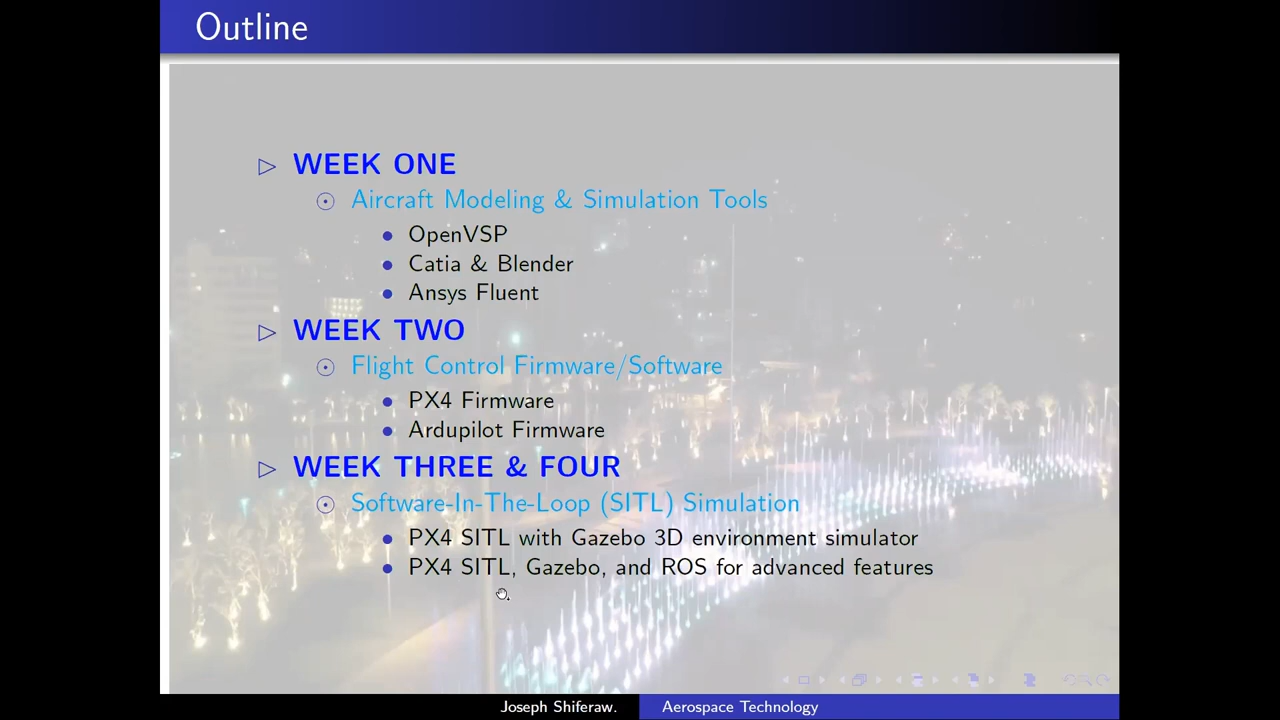 Outline
WEEK ONE
Aircraft Modeling & Simulation Tools
OpenVSP
Catia & Blender
Ansys Fluent
WEEK TWO
Flight Control Firmware/Software
PX4 Firmware
Ardupilot Firmware
WEEK THREE & FOUR
Software-In-The-Loop (SITL) Simulation
PX4 SITL with Gazebo 3D environment simulator
PX4 SITL, Gazebo, and ROS for advanced features
Joseph Shiferaw.
Aerospace Technology